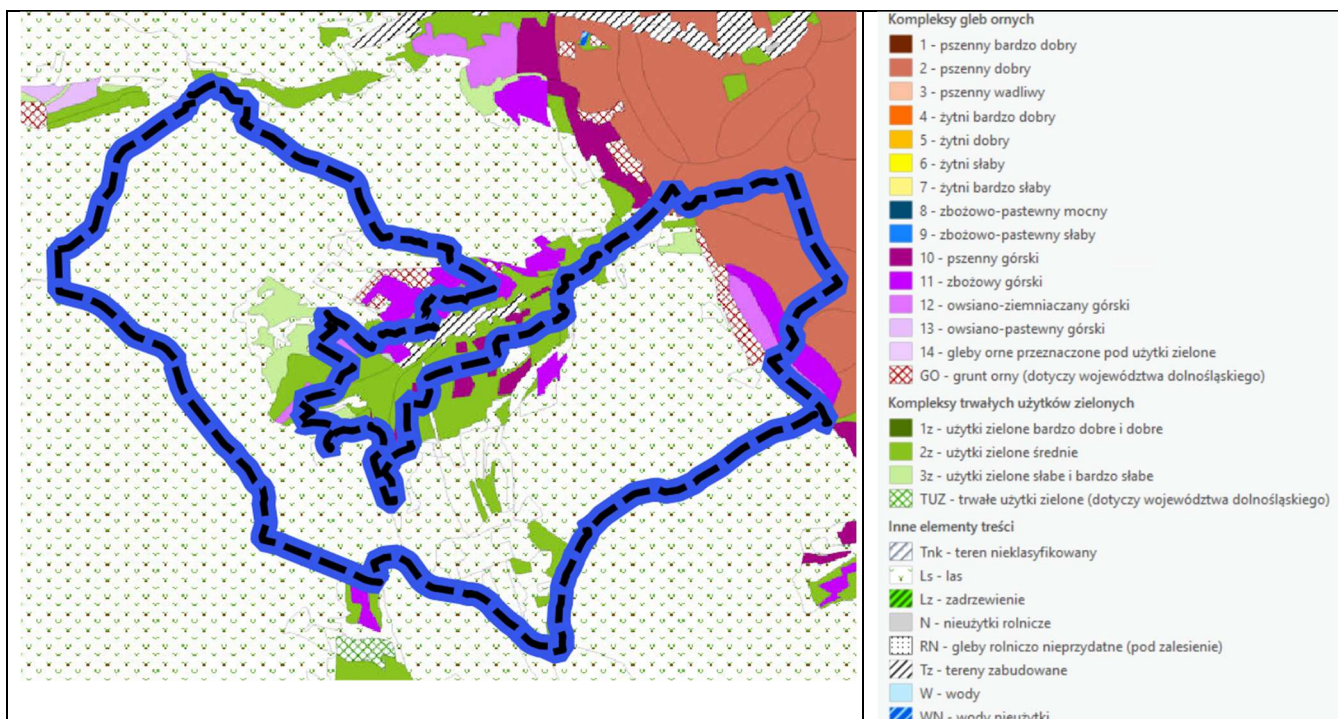 Kompleksy gleb ornych
1 - pszenny bardzo dobry
2 - pszenny dobry
3 - pszenny wadliwy
4 - żytni bardzo dobry
5 - żytni dobry
6 - żytni słaby
7 - żytni bardzo słaby
8 - zbożowo-pastewny mocny
9 - zbożowo-pastewny słaby
10 - pszenny górski
11 - zbożowy górski
12 - owsiano-ziemniaczany górski
13 - owsiano-pastewny górski
14 - gleby orne przeznaczone pod użytki zielone
GO - grunt orny (dotyczy województwa dolnośląskiego)
Kompleksy trwałych użytków zielonych
1z - użytki zielone bardzo dobre i dobre
2z - użytki zielone średnie
3z - użytki zielone słabe i bardzo słabe
TUZ - trwałe użytki zielone (dotyczy województwa dolnośląskiego)
Inne elementy treści
Tnk - teren nieklasyfikowany
Ls - las
Lz - zadrzewienie
N - nieużytki rolnicze
RN - gleby rolniczo nieprzydatne (pod zalesienie)
Tz - tereny zabudowane
W - wody
WN - wody nieużytki